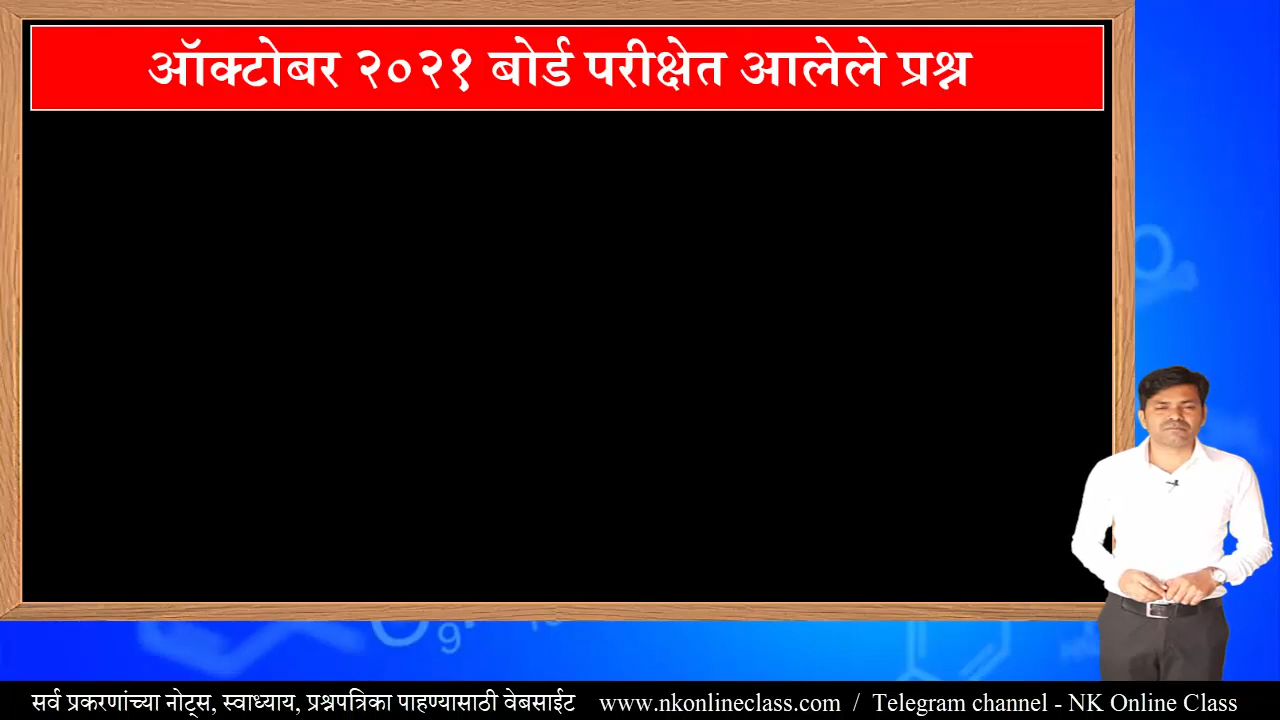 ऑक्टोबर २०२१ बोर्ड परीक्षेत आलेले प्रश्न
सर्व प्रकरणांच्या नोट्स, स्वाध्याय, प्रश्नपत्रिका पाहण्यासाठी वेबसाईट www.nkonlineclass.com / Telegram channel - NK Online Class